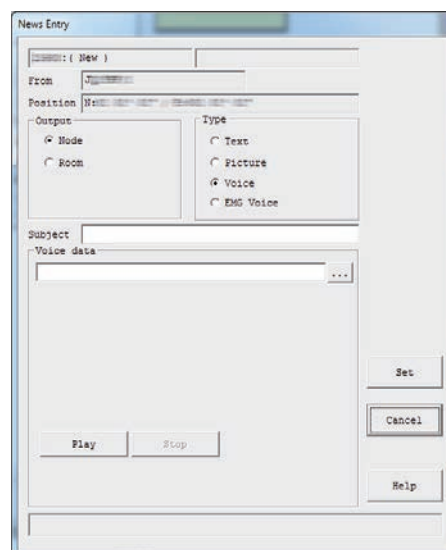 News Entry
:( New )
From J
Position N:
Output
Node
Room
Type
Text
Picture
Voice
EMG Voice
Subject
Voice data
...
Set
Cancel
Play Stop
Help